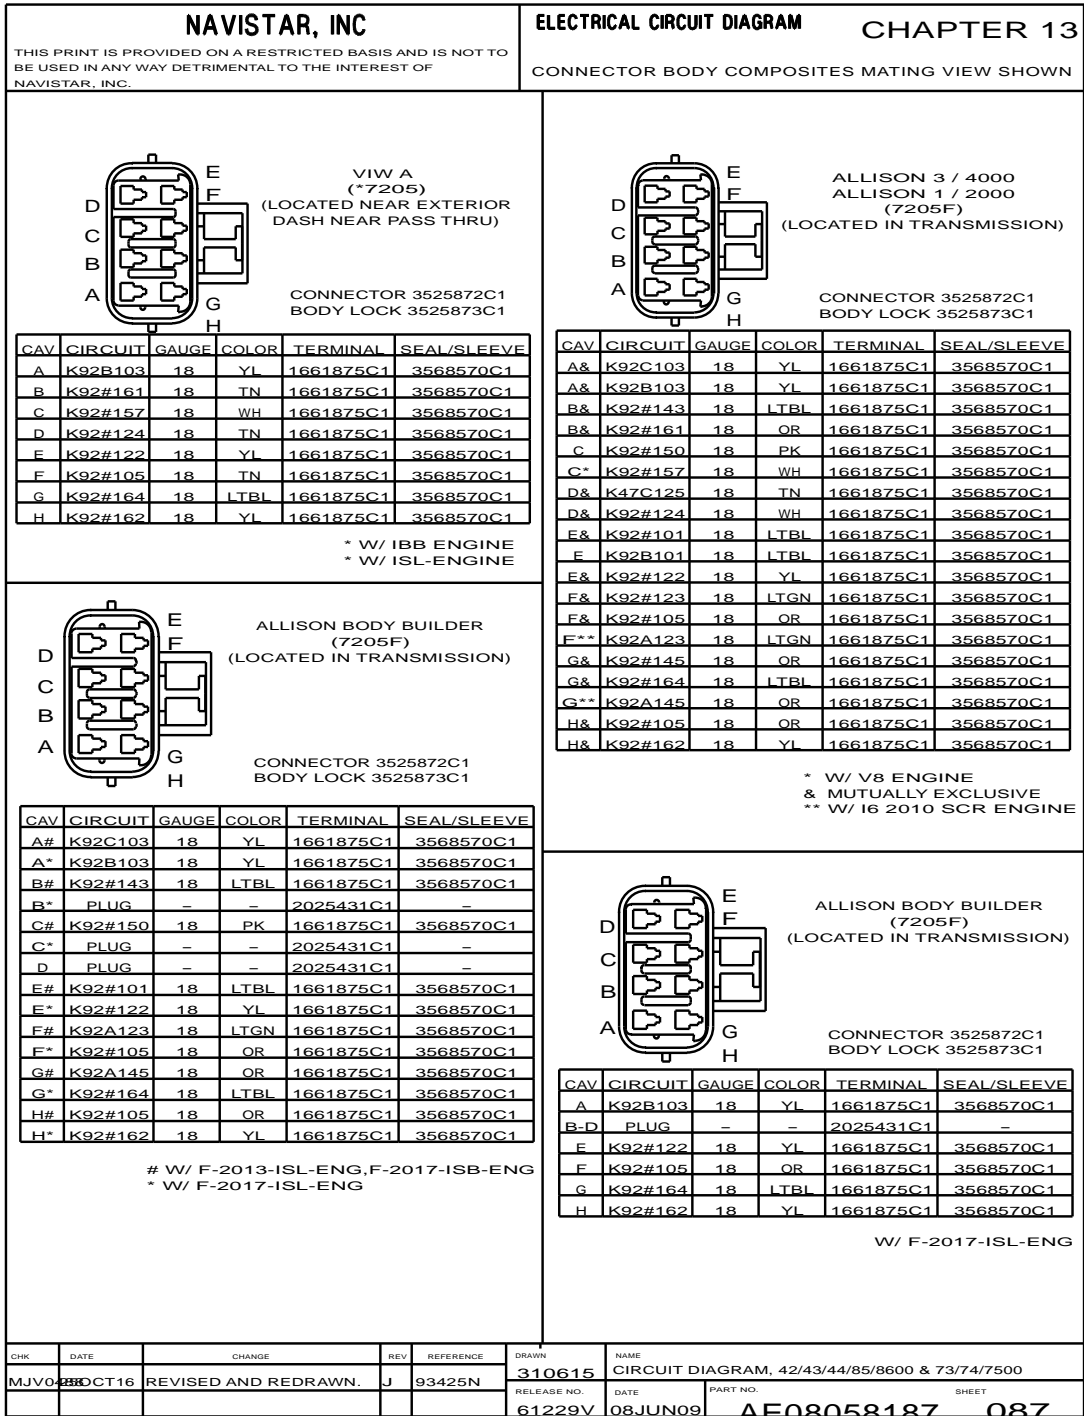 NAVISTAR, INC
THIS PRINT IS PROVIDED ON A RESTRICTED BASIS AND IS NOT TO
BE USED IN ANY WAY DETRIMENTAL TO THE INTEREST OF
NAVISTAR, INC.
ELECTRICAL CIRCUIT DIAGRAM CHAPTER 13
CONNECTOR BODY COMPOSITES MATING VIEW SHOWN
E
F
D
C
B
A
G
H
VIW A
(*7205)
(LOCATED NEAR EXTERIOR
DASH NEAR PASS THRU)
CONNECTOR 3525872C1
BODY LOCK 3525873C1
CAV CIRCUIT GAUGE COLOR TERMINAL SEAL/SLEEVE
A K92B103 18 YL 1661875C1 3568570C1
B K92#161 18 TN 1661875C1 3568570C1
C K92#157 18 WH 1661875C1 3568570C1
D K92#124 18 TN 1661875C1 3568570C1
E K92#122 18 YL 1661875C1 3568570C1
F K92#105 18 TN 1661875C1 3568570C1
G K92#164 18 LTBL 1661875C1 3568570C1
H K92#162 18 YL 1661875C1 3568570C1
* W/ IBB ENGINE
* W/ ISL-ENGINE
E
F
D
C
B
A
G
H
ALLISON BODY BUILDER
(7205F)
(LOCATED IN TRANSMISSION)
CONNECTOR 3525872C1
BODY LOCK 3525873C1
CAV CIRCUIT GAUGE COLOR TERMINAL SEAL/SLEEVE
A# K92C103 18 YL 1661875C1 3568570C1
A* K92B103 18 YL 1661875C1 3568570C1
B# K92#143 18 LTBL 1661875C1 3568570C1
B* PLUG – – 2025431C1 –
C# K92#150 18 PK 1661875C1 3568570C1
C* PLUG – – 2025431C1 –
D PLUG – – 2025431C1 –
E# K92#101 18 LTBL 1661875C1 3568570C1
E* K92#122 18 YL 1661875C1 3568570C1
F# K92A123 18 LTGN 1661875C1 3568570C1
F* K92#105 18 OR 1661875C1 3568570C1
G# K92A145 18 OR 1661875C1 3568570C1
G* K92#164 18 LTBL 1661875C1 3568570C1
H# K92#105 18 OR 1661875C1 3568570C1
H* K92#162 18 YL 1661875C1 3568570C1
# W/ F-2013-ISL-ENG,F-2017-ISB-ENG
* W/ F-2017-ISL-ENG
E
F
D
C
B
A
G
H
ALLISON 3 / 4000
ALLISON 1 / 2000
(7205F)
(LOCATED IN TRANSMISSION)
CONNECTOR 3525872C1
BODY LOCK 3525873C1
CAV CIRCUIT GAUGE COLOR TERMINAL SEAL/SLEEVE
A& K92C103 18 YL 1661875C1 3568570C1
A& K92B103 18 YL 1661875C1 3568570C1
B& K92#143 18 LTBL 1661875C1 3568570C1
B& K92#161 18 OR 1661875C1 3568570C1
C K92#150 18 PK 1661875C1 3568570C1
C* K92#157 18 WH 1661875C1 3568570C1
D& K47C125 18 TN 1661875C1 3568570C1
D& K92#124 18 WH 1661875C1 3568570C1
E& K92#101 18 LTBL 1661875C1 3568570C1
E K92B101 18 LTBL 1661875C1 3568570C1
E& K92#122 18 YL 1661875C1 3568570C1
F& K92#123 18 LTGN 1661875C1 3568570C1
F& K92#105 18 OR 1661875C1 3568570C1
F** K92A123 18 LTGN 1661875C1 3568570C1
G& K92#145 18 OR 1661875C1 3568570C1
G& K92#164 18 LTBL 1661875C1 3568570C1
G** K92A145 18 OR 1661875C1 3568570C1
H& K92#105 18 OR 1661875C1 3568570C1
H& K92#162 18 YL 1661875C1 3568570C1
* W/ V8 ENGINE
& MUTUALLY EXCLUSIVE
** W/ I6 2010 SCR ENGINE
E
F
D
C
B
A
G
H
ALLISON BODY BUILDER
(7205F)
(LOCATED IN TRANSMISSION)
CONNECTOR 3525872C1
BODY LOCK 3525873C1
CAV CIRCUIT GAUGE COLOR TERMINAL SEAL/SLEEVE
A K92B103 18 YL 1661875C1 3568570C1
B-D PLUG – – 2025431C1 –
E K92#122 18 YL 1661875C1 3568570C1
F K92#105 18 OR 1661875C1 3568570C1
G K92#164 18 LTBL 1661875C1 3568570C1
H K92#162 18 YL 1661875C1 3568570C1
W/ F-2017-ISL-ENG
CHK DATE CHANGE REV REFERENCE
REVISED AND REDRAWN. J 93425N
DRAWN
310615
NAME
CIRCUIT DIAGRAM, 42/43/44/85/8600 & 73/74/7500
RELEASE NO. DATE PART NO. SHEET
61229V 08JUN09 AE08058187 087